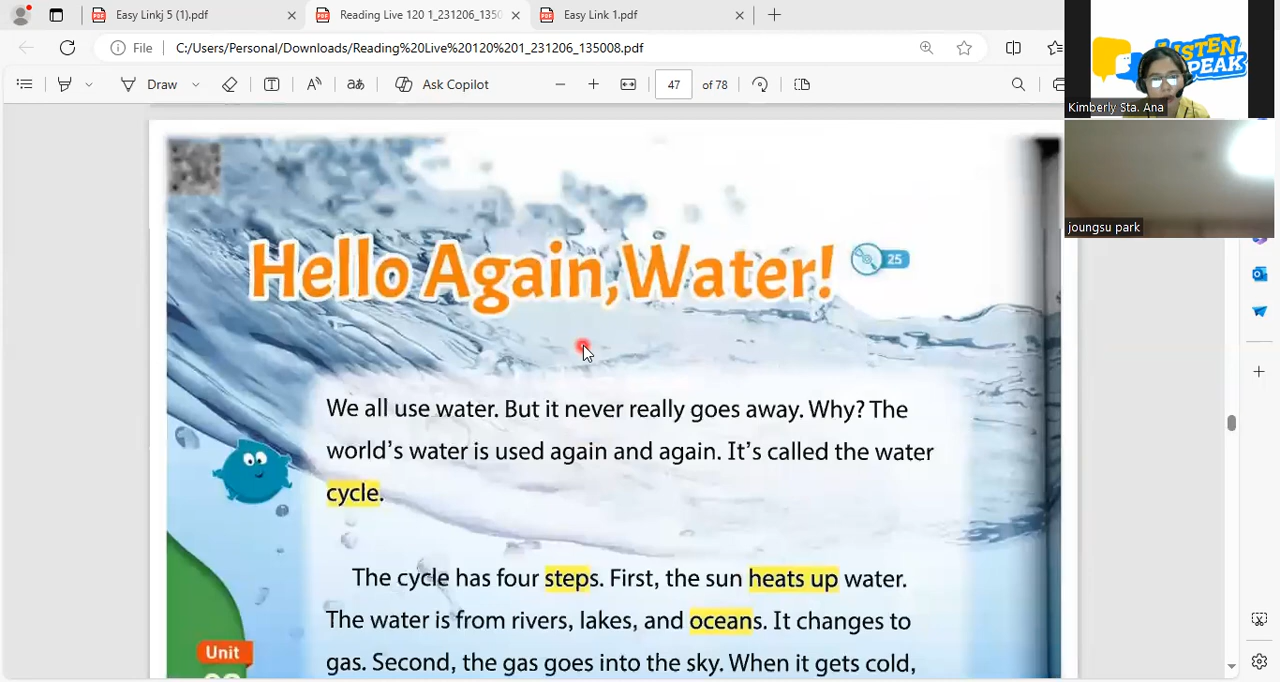 Easy Linkj 5 (1).pdf
Reading Live 120 1_231206_1350
Easy Link 1.pdf
File
C:/Users/Personal/Downloads/Reading%20Live%20120%201_231206_135008.pdf
Draw
Ask Copilot
47
of 78
LISTEN
SPEAK
Kimberly Sta. Ana
joungsu park
Hello Again, Water!
25
We all use water. But it never really goes away. Why? The
world's water is used again and again. It's called the water
cycle.
The cycle has four steps. First, the sun heats up water.
The water is from rivers, lakes, and oceans. It changes to
gas. Second, the gas goes into the sky. When it gets cold,
Unit